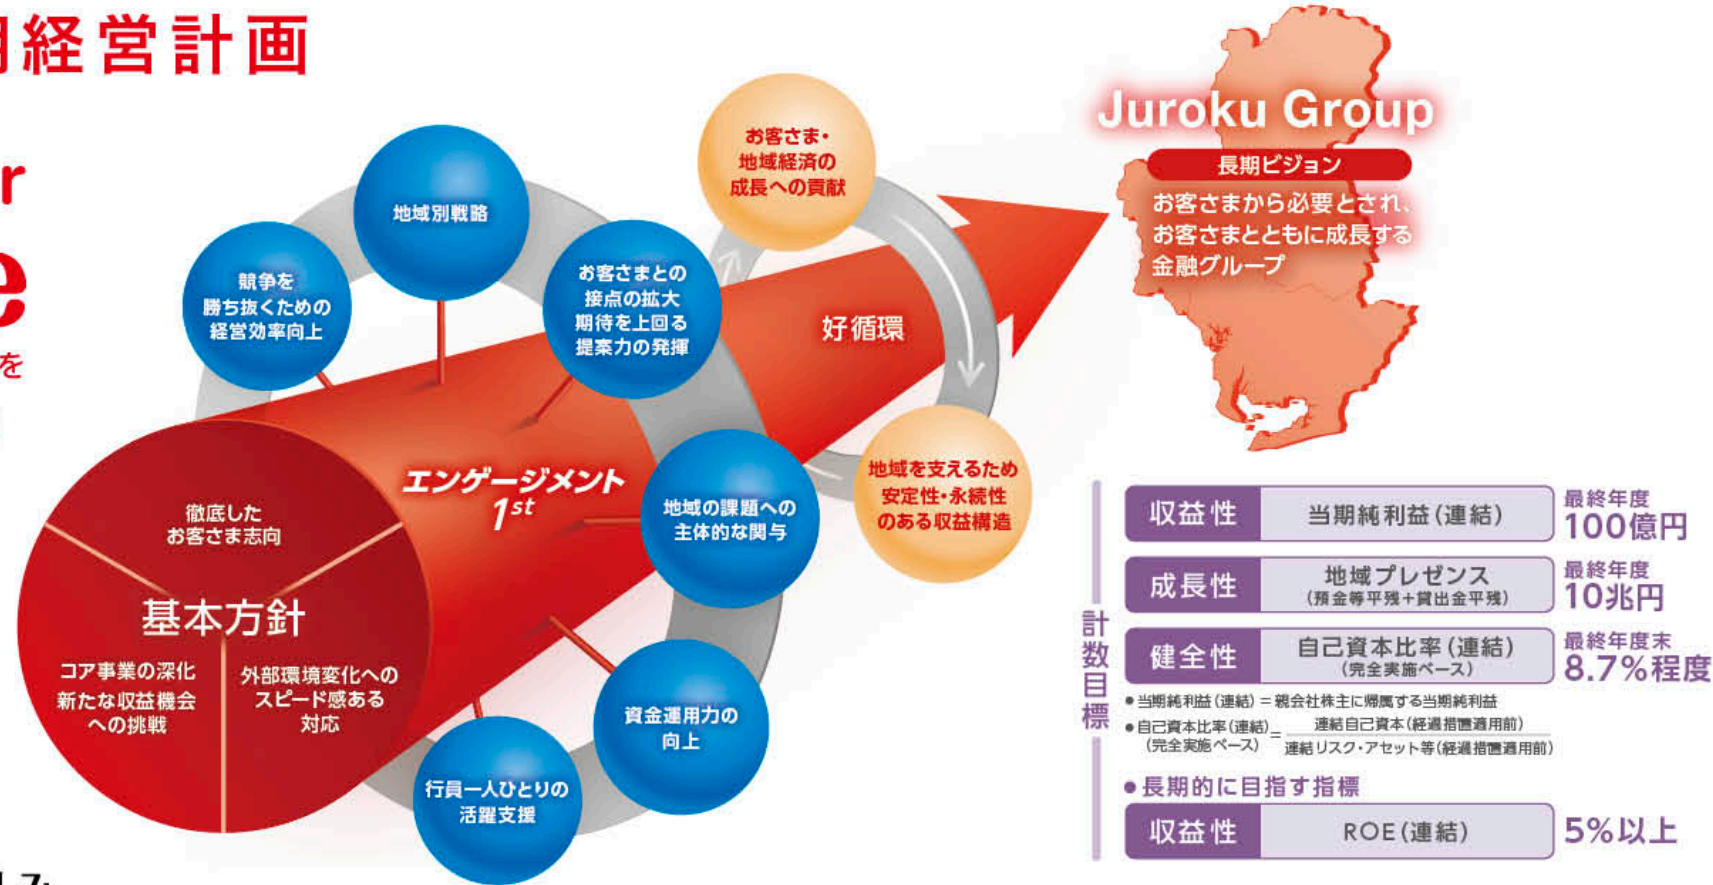 経営計画
r
e
を
お客さま・
地域経済の
成長への貢献
地域別戦略
競争を
勝ち抜くための
経営効率向上
お客さまとの
接点の拡大
期待を上回る
提案力の発揮
好循環
エンゲージメント
1st
地域の課題への
主体的な関与
地域を支えるため
安定性・永続性
のある収益構造
徹底した
お客さま志向
基本方針
コア事業の深化
新たな収益機会
への挑戦
外部環境変化への
スピード感ある
対応
資金運用力の
向上
行員一人ひとりの
活躍支援
Juroku Group
長期ビジョン
お客さまから必要とされ、
お客さまとともに成長する
金融グループ
計数目標
収益性 当期純利益(連結) 最終年度 100億円
成長性 地域プレゼンス (預金等平残+貸出金平残) 最終年度 10兆円
健全性 自己資本比率(連結) (完全実施ベース) 最終年度末 8.7%程度
●当期純利益(連結)=親会社株主に帰属する当期純利益
●自己資本比率(連結) (完全実施ベース) = 連結自己資本(経過措置適用前) 連結リスク・アセット等(経過措置適用前)
●長期的に目指す指標
収益性 ROE(連結) 5%以上